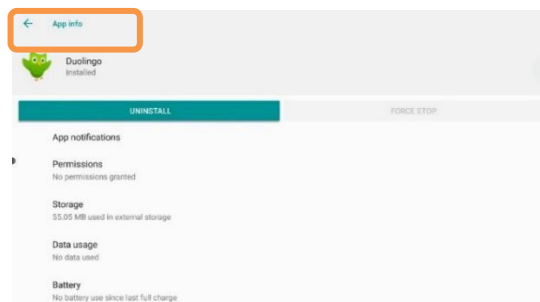 App info
Duolingo
Installed
UNINSTALL
FORCE STOP
App notifications
Permissions
No permissions granted
Storage
55.05 MB used in external storage
Data usage
No data used
Battery
No battery use since last full charge